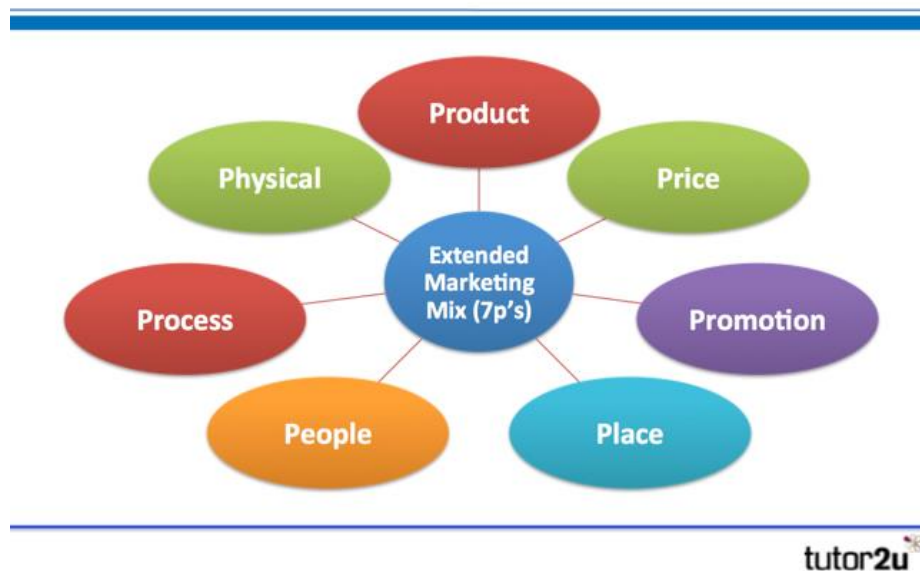 Product
Price
Promotion
Place
People
Process
Physical
Extended
Marketing
Mix (7p's)
tutor2u